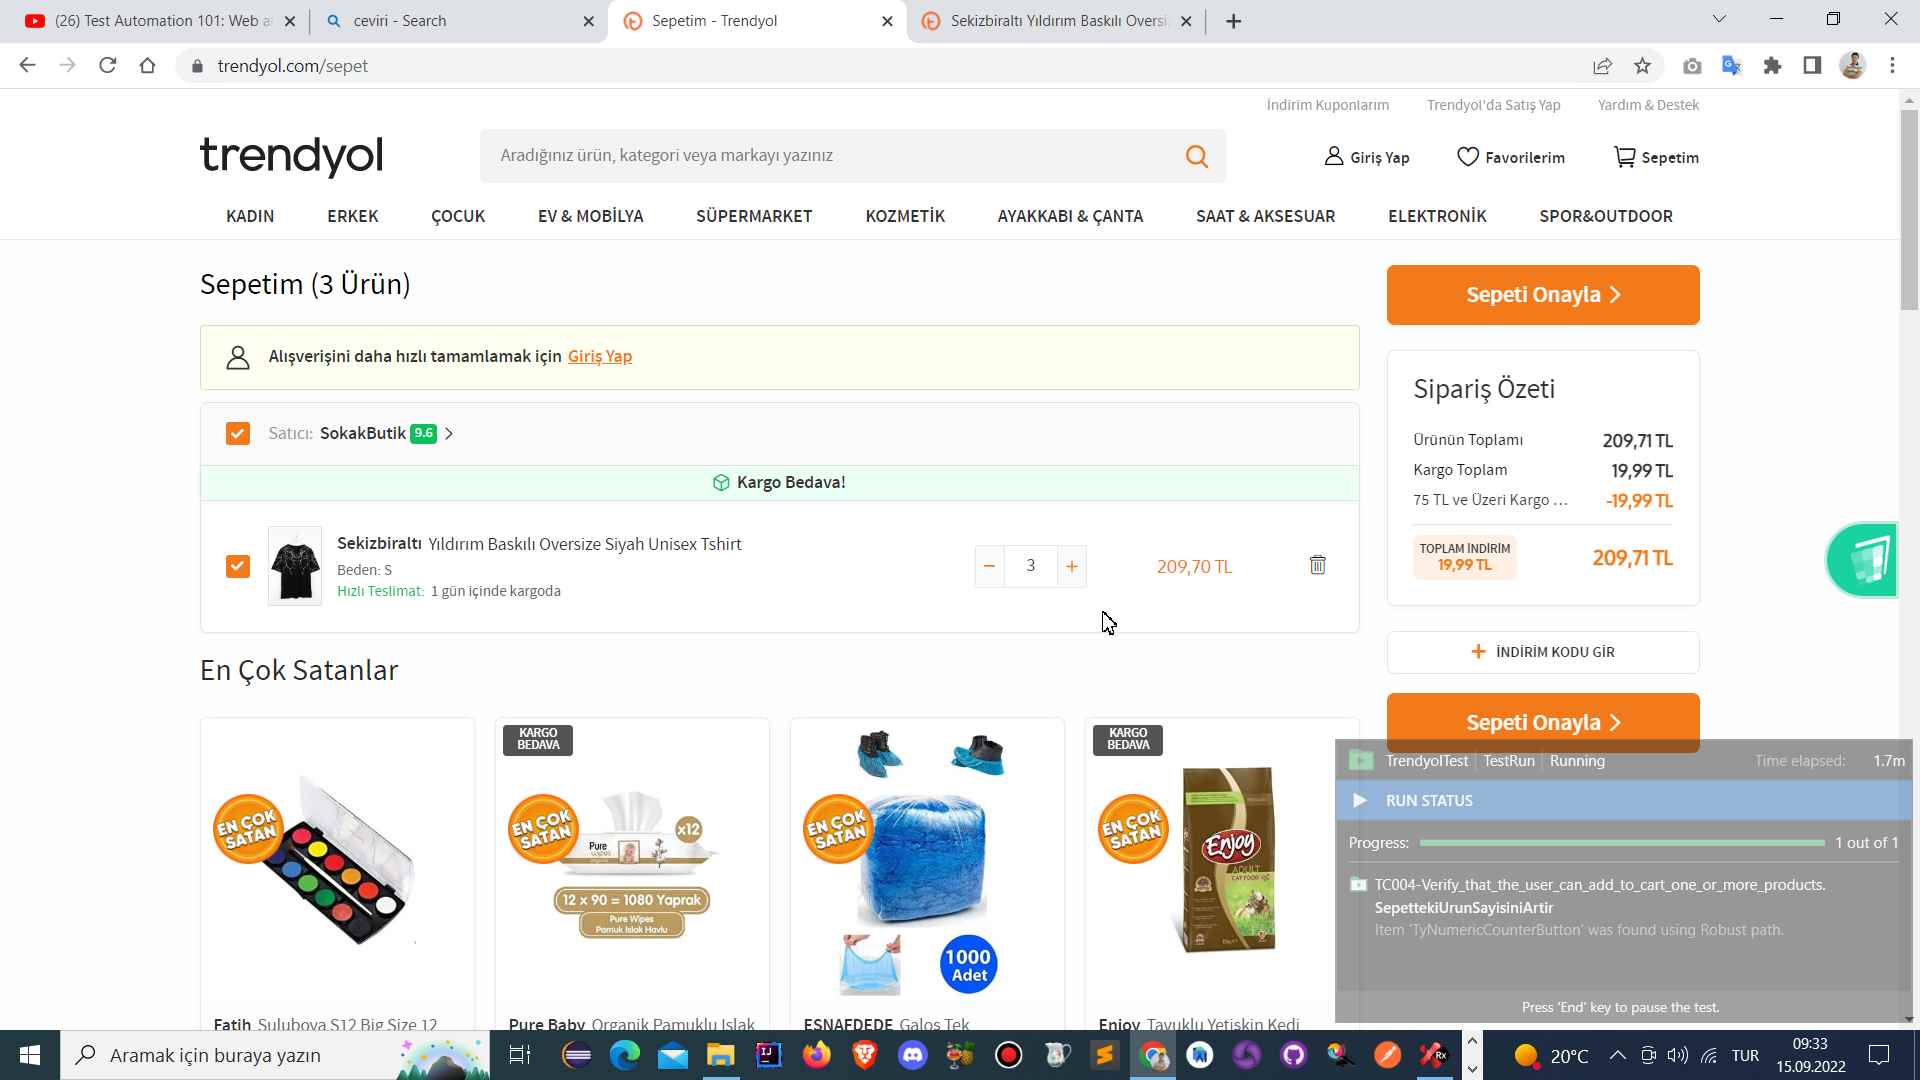 (26) Test Automation 101: Web a
ceviri - Search
Sepetim - Trendyol
Sekizbiraltı Yıldırım Baskılı Oversi
trendyol.com/sepet
İndirim Kuponlarım
Trendyol'da Satış Yap
Yardım & Destek
trendyol
Aradığınız ürün, kategori veya markayı yazınız
Giriş Yap
Favorilerim
Sepetim
KADIN
ERKEK
ÇOCUK
EV & MOBİLYA
SÜPERMARKET
KOZMETİK
AYAKKABI & ÇANTA
SAAT & AKSESUAR
ELEKTRONİK
SPOR&OUTDOOR
Sepetim (3 Ürün)
Alışverişini daha hızlı tamamlamak için Giriş Yap
Satıcı: SokakButik 9.6
Kargo Bedava!
Sekizbiraltı Yıldırım Baskılı Oversize Siyah Unisex Tshirt
Beden: S
Hızlı Teslimat: 1 gün içinde kargoda
− 3 +
209,70 TL
Sepeti Onayla
Sipariş Özeti
Ürünün Toplamı 209,71 TL
Kargo Toplam 19,99 TL
75 TL ve Üzeri Kargo ... -19,99 TL
TOPLAM İNDİRİM
19,99 TL
209,71 TL
+ İNDİRİM KODU GİR
Sepeti Onayla
En Çok Satanlar
EN ÇOK
SATAN
Fatih Suluboya S12 Big Size 12
KARGO
BEDAVA
EN ÇOK
SATAN
Pure
x12
12 x 90 = 1080 Yaprak
Pure Wipes
Pamuk Islak Havlu
Pure Baby Organik Pamuklu Islak
EN ÇOK
SATAN
1000
Adet
ESNAFDEDE Galoş Tek
KARGO
BEDAVA
EN ÇOK
SATAN
Enjoy
ADULT
CAT FOOD
Enjoy Tavuklu Yetişkin Kedi
TrendyolTest TestRun Running
Time elapsed: 1.7m
RUN STATUS
Progress: 1 out of 1
TC004-Verify_that_the_user_can_add_to_cart_one_or_more_products.
SepettekiUrunSayisiniArtir
Item 'TyNumericCounterButton' was found using Robust path.
Press 'End' key to pause the test.
Aramak için buraya yazın
20°C
TUR
09:33
15.09.2022